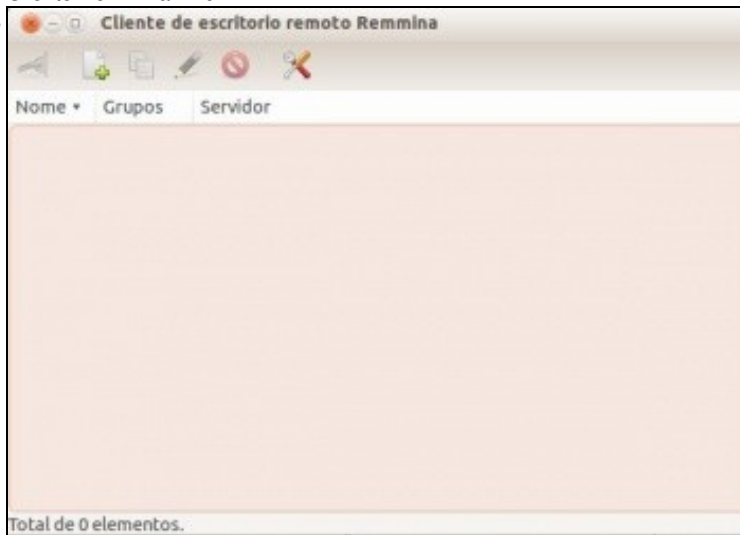 Cliente de escritorio remoto Remmina
Nome Grupos Servidor
Total de 0 elementos.